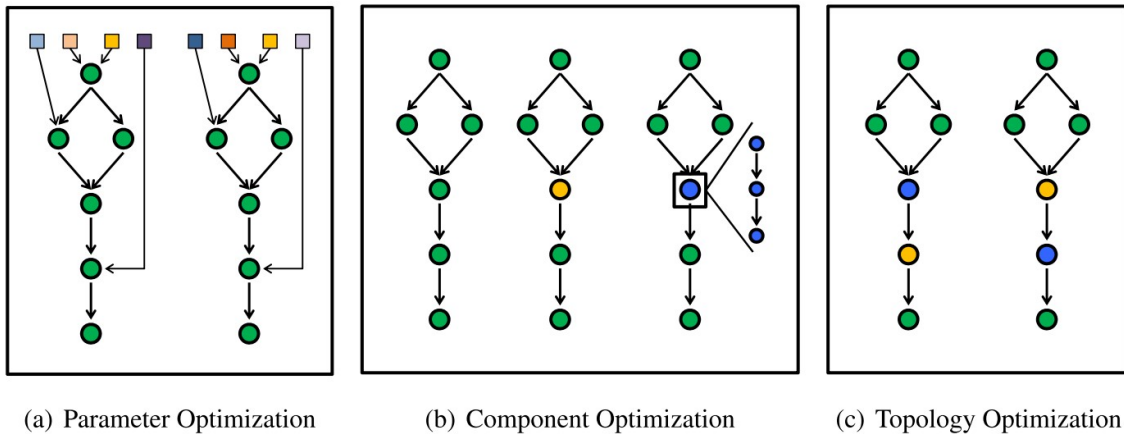 (a) Parameter Optimization
(b) Component Optimization
(c) Topology Optimization